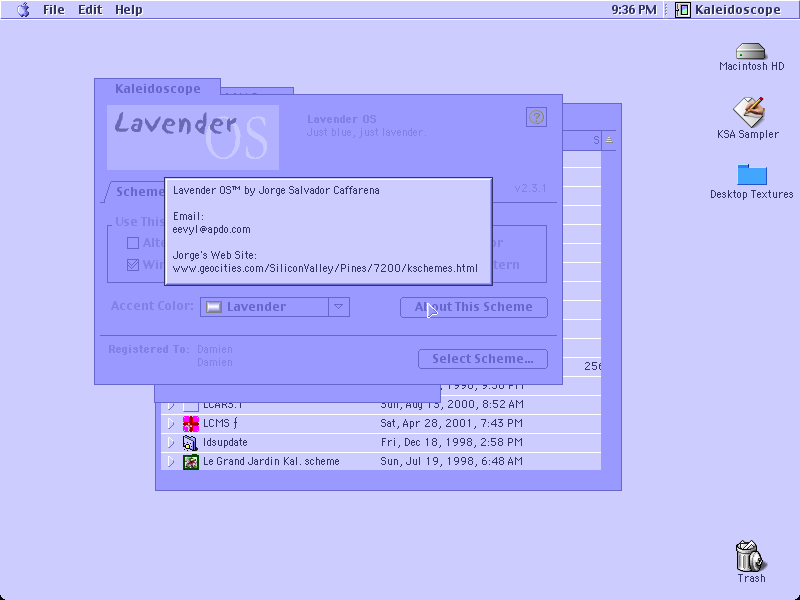 File Edit Help
9:36 PM
Kaleidoscope
Macintosh HD
KSA Sampler
Desktop Textures
Trash
Kaleidoscope
Lavender OS
Lavender OS
Just blue, just lavender.
Scheme
v2.3.1
Lavender OS™ by Jorge Salvador Caffarena
Email:
eevyl@apdo.com
Jorge's Web Site:
www.geocities.com/SiliconValley/Pines/7200/kschemes.html
Use This
Accent Color:
Lavender
About This Scheme
Registered To: Damien
Damien
Select Scheme...
S
256
, 1998, 9:36 PM
LCARS.1 Sun, Aug 13, 2000, 8:52 AM
LCMS ƒ Sat, Apr 28, 2001, 7:43 PM
ldsupdate Fri, Dec 18, 1998, 2:58 PM
Le Grand Jardin Kal. scheme Sun, Jul 19, 1998, 6:48 AM